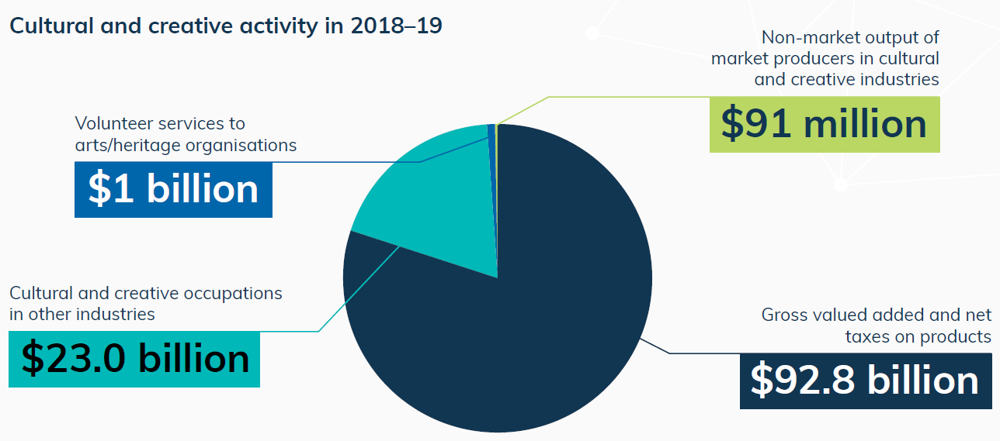 Cultural and creative activity in 2018–19
Non-market output of
market producers in cultural
and creative industries
$91 million
Volunteer services to
arts/heritage organisations
$1 billion
Cultural and creative occupations
in other industries
$23.0 billion
Gross valued added and net
taxes on products
$92.8 billion